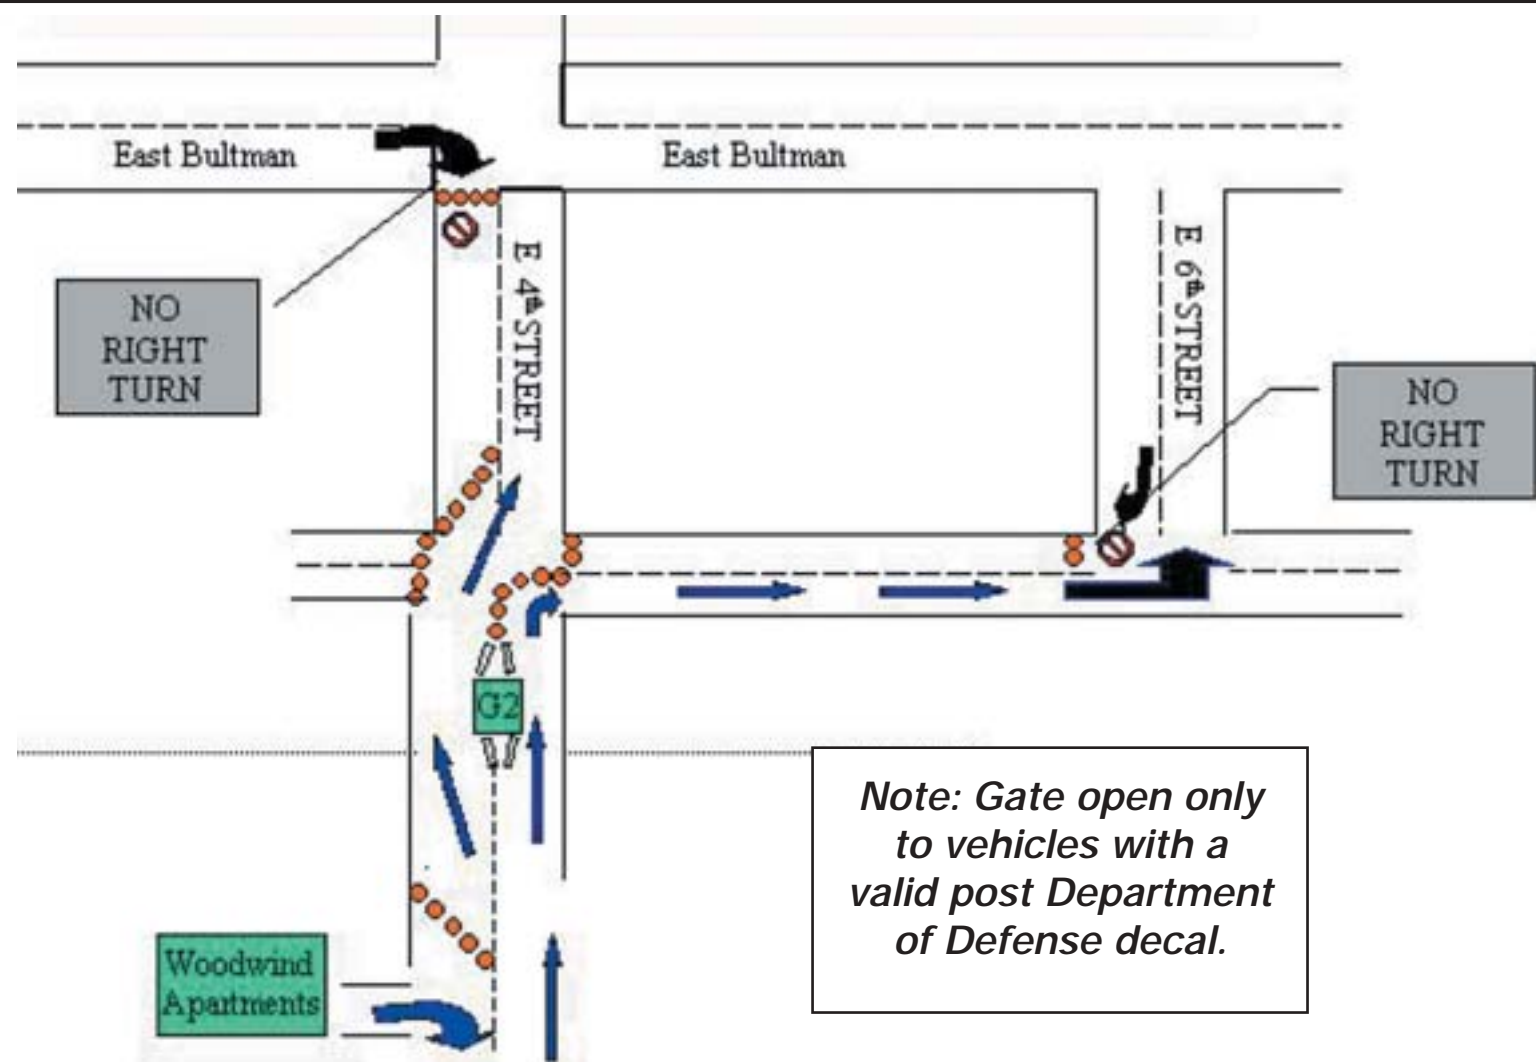 East Bultman
East Bultman
NO
RIGHT
TURN
E 4th STREET
E 6th STREET
NO
RIGHT
TURN
G2
Note: Gate open only
to vehicles with a
valid post Department
of Defense decal.
Woodwind
Apartments